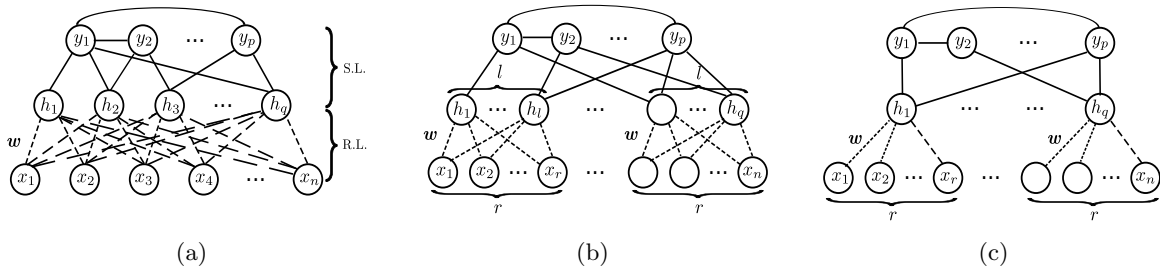 y1 y2 ... yp
h1 h2 h3 ... hq
w
x1 x2 x3 x4 ... xn
S.L.
R.L.
(a)
y1 y2 ... yp
l l
h1 ... hl ... hq
w w
x1 x2 ... xr ... ... xn
r r
(b)
y1 y2 ... yp
h1 ... ... hq
w w
x1 x2 ... xr ... ... xn
r r
(c)